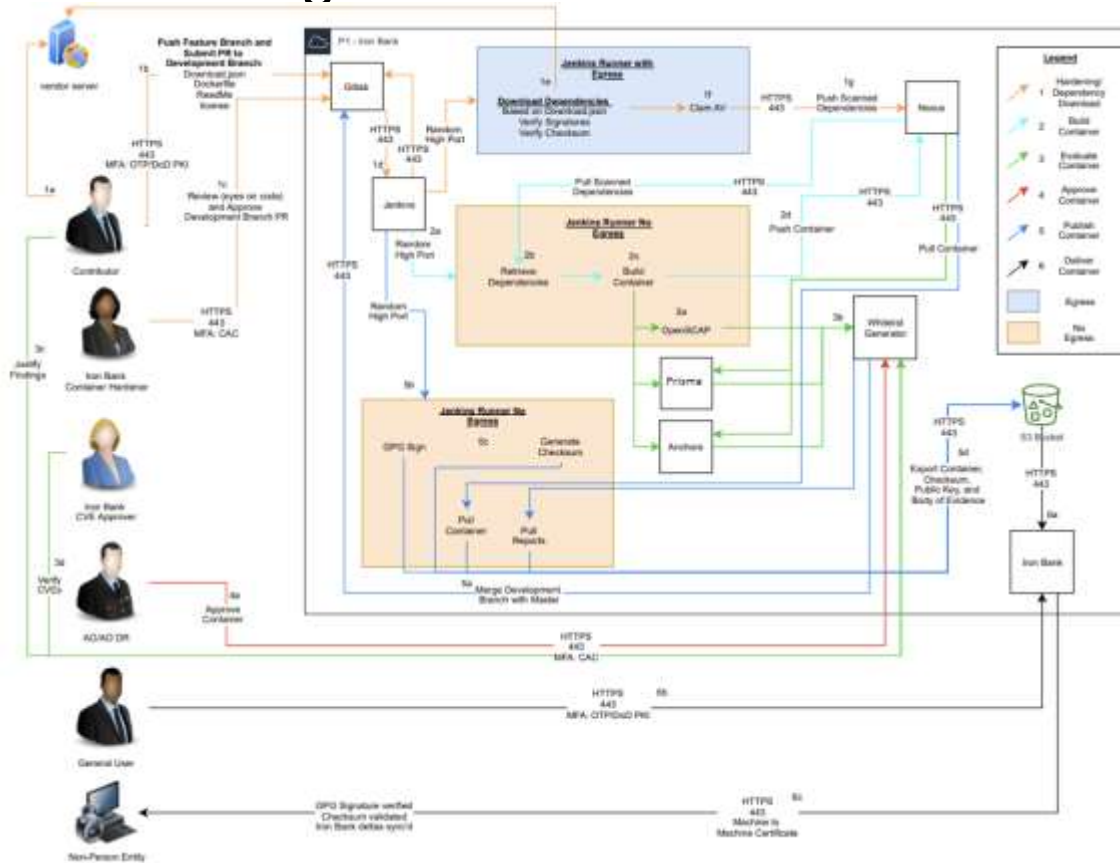 P1 - Iron Bank
vendor server
1b
Push Feature Branch and
Submit PR to
Development Branch
Download.json
Dockerfile
ReadMe
license
HTTPS
443
MFA: OTP/DoD PKI
1a
1c
Review (eyes on code)
and Approve
Development Branch PR
Contributor
HTTPS
443
MFA: CAC
Iron Bank
Container Hardener
Justify
Findings
Iron Bank
CVE Approver
3d
Verify
CVEs
AO/AO DR
4a
Approve
Container
General User
Non-Person Entity
HTTPS
443
1d
HTTPS
443
Random
High Port
Jenkins
2a
Random
High Port
HTTPS
443
Random
High Port
5b
Jenkins Runner with
Egress
1e
Download Dependencies
Based on Download.json
Verify Signatures
Verify Checksum
1f
Clam AV
HTTPS
443
1g
Push Scanned
Dependencies
Nexus
Pull Scanned
Dependencies
HTTPS
443
HTTPS
443
2d
Push Container
HTTPS
443
Pull Container
Jenkins Runner No
Egress
2b
Retrieve
Dependencies
2c
Build
Container
3a
OpenSCAP
3b
Prisma
Anchore
Generator
Jenkins Runner No
Egress
GPG Sign
5c
Generate
Checksum
Pull
Container
Pull
Reports
5a
Merge Development
Branch with Master
HTTPS
443
5d
Export Container,
Checksum,
Public Key, and
Body of Evidence
S3 Bucket
HTTPS
443
6a
Iron Bank
HTTPS
443
MFA: CAC
HTTPS
443
6b
MFA: OTP/DoD PKI
GPG Signature verified
Checksum validated
Iron Bank deltas sync'd
HTTPS
443
6c
Machine to
Machine Certificate
Legend
1
Hardening/
Dependency
Download
2
Build
Container
3
Evaluate
Container
4
Approve
Container
5
Publish
Container
6
Deliver
Container
Egress
No
Egress